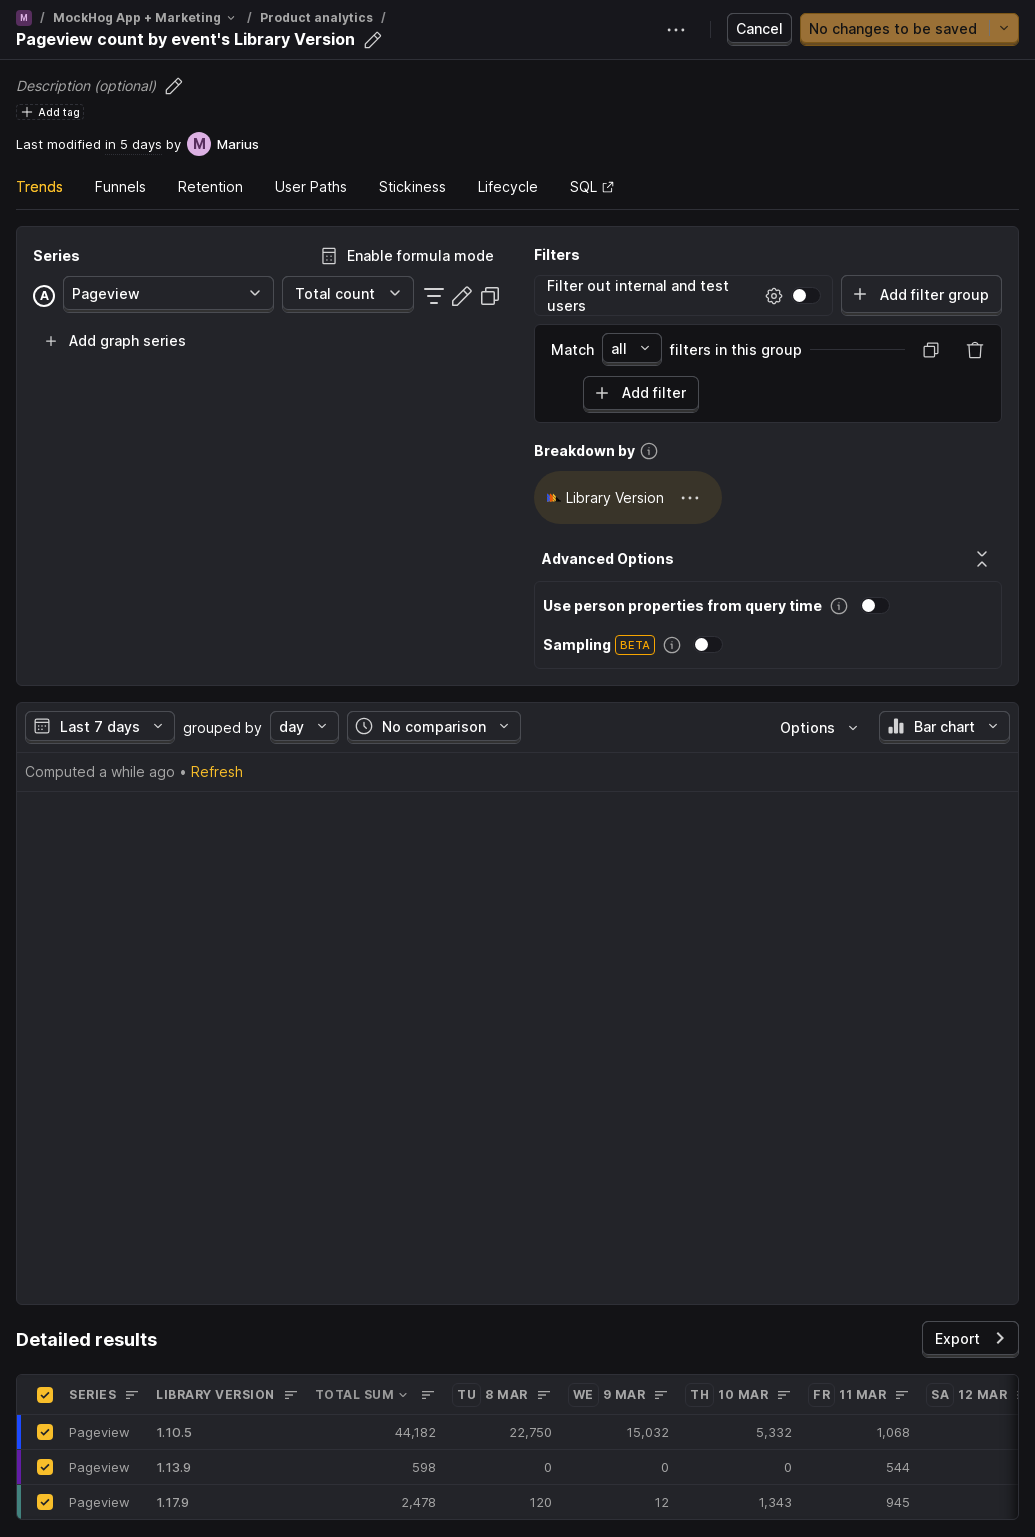 M / MockHog App + Marketing / Product analytics /
Pageview count by event's Library Version
Cancel
No changes to be saved
Description (optional)
Add tag
Last modified in 5 days by M Marius
Trends Funnels Retention User Paths Stickiness Lifecycle SQL
Series
Enable formula mode
A Pageview Total count
Add graph series
Filters
Filter out internal and test
users
Add filter group
Match all filters in this group
Add filter
Breakdown by
Library Version
Advanced Options
Use person properties from query time
Sampling BETA
Last 7 days grouped by day No comparison Options Bar chart
Computed a while ago • Refresh
Detailed results
Export
SERIES LIBRARY VERSION TOTAL SUM TU 8 MAR WE 9 MAR TH 10 MAR FR 11 MAR SA 12 MAR
Pageview 1.10.5 44,182 22,750 15,032 5,332 1,068
Pageview 1.13.9 598 0 0 0 544
Pageview 1.17.9 2,478 120 12 1,343 945